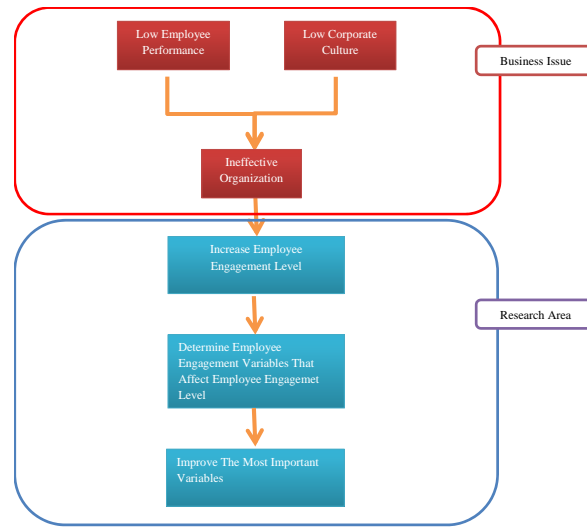 Low Employee
Performance
Low Corporate
Culture
Business Issue
Ineffective
Organization
Increase Employee
Engagement Level
Research Area
Determine Employee
Engagement Variables That
Affect Employee Engagemet
Level
Improve The Most Important
Variables